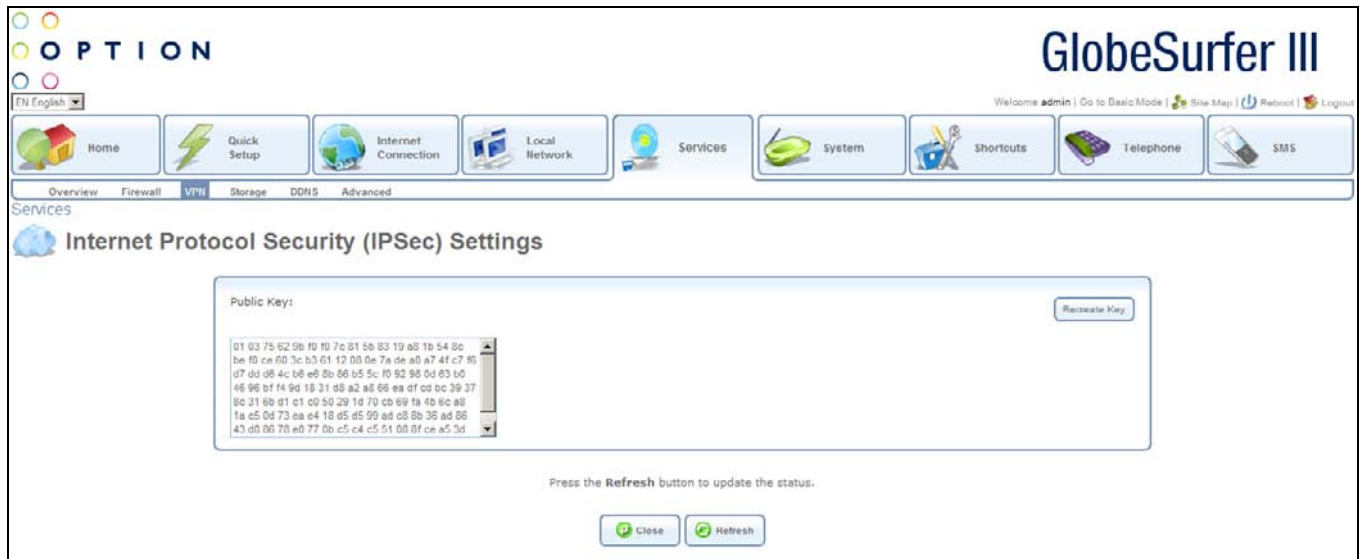 OPTION
GlobeSurfer III
EN English
Welcome admin | Go to Basic Mode | Site Map | Reboot | Logout
Home
Quick Setup
Internet Connection
Local Network
Services
System
Shortcuts
Telephone
SMS
Overview Firewall VPN Storage DDNS Advanced
Services
Internet Protocol Security (IPSec) Settings
Public Key:
Recreate Key
01 03 75 62 9b f0 f0 7c 81 5b 83 19 a8 1b 54 8c
be f0 ce 60 3c b3 61 12 08 0e 7a de a0 a7 4f c7 f6
d7 dd d6 4c b6 e6 8b 86 b5 5c f0 92 98 0d 63 b0
46 96 bf f4 9d 18 31 d8 a2 a8 66 ea df cd bc 39 37
8c 31 6b d1 c1 c0 50 29 1d 70 cb 69 fa 4b 6c a8
1a c5 0d 73 ea e4 18 d5 d5 99 ad c8 8b 36 ad 86
43 d0 86 78 e0 77 0b c5 c4 c5 51 08 8f ce a5 3d
Press the Refresh button to update the status.
Close
Refresh